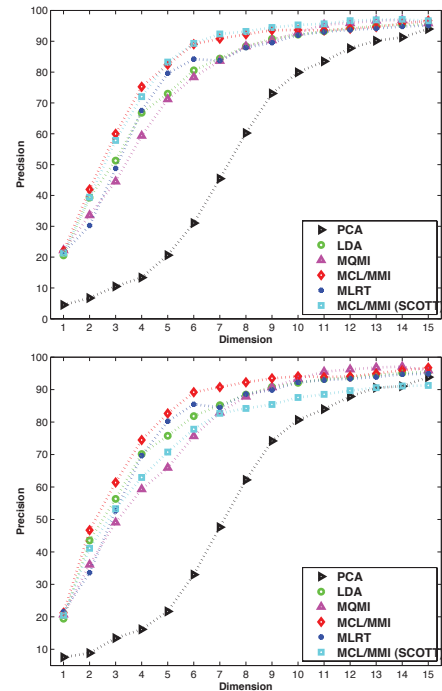 100
90
80
70
60
50
40
30
20
10
0
Precision
1 2 3 4 5 6 7 8 9 10 11 12 13 14 15
Dimension
PCA
LDA
MQMI
MCL/MMI
MLRT
MCL/MMI (SCOTT
100
90
80
70
60
50
40
30
20
10
Precision
1 2 3 4 5 6 7 8 9 10 11 12 13 14 15
Dimension
PCA
LDA
MQMI
MCL/MMI
MLRT
MCL/MMI (SCOTT